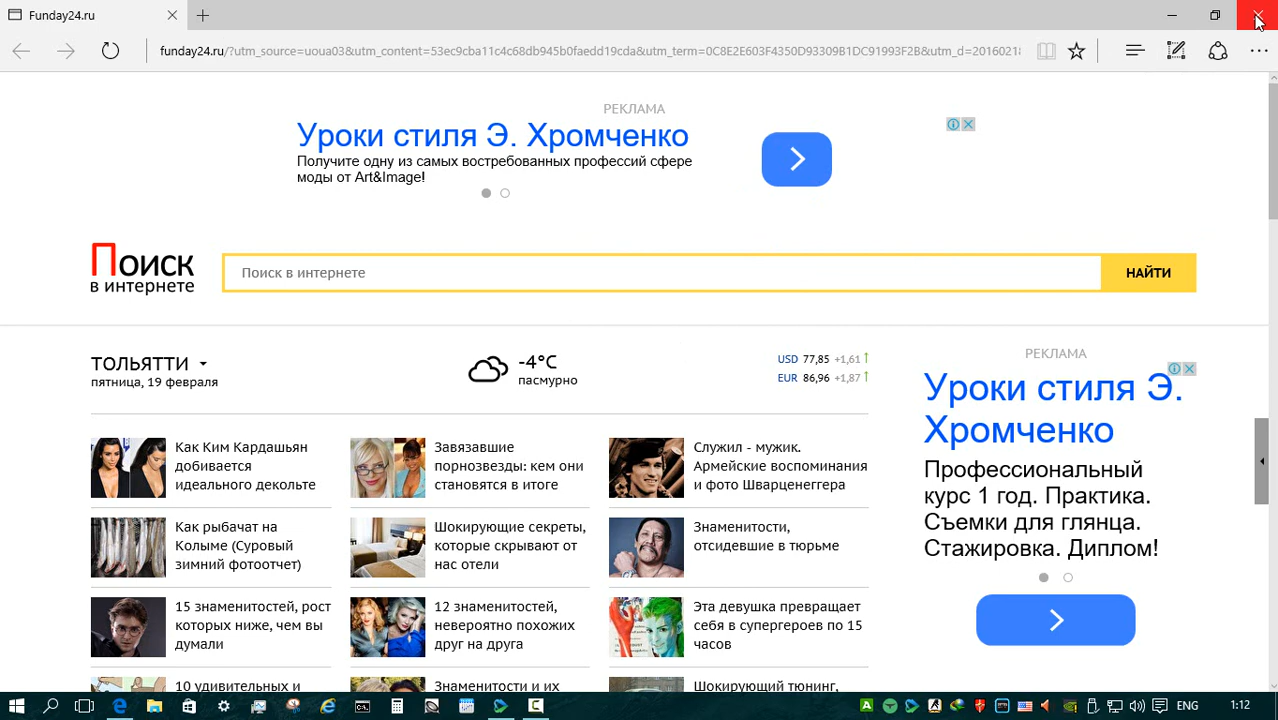 Funday24.ru
funday24.ru/?utm_source=uoua03&utm_content=53ec9cba11c4c68db945b0faedd19cda&utm_term=0C8E2E603F4350D93309B1DC91993F2B&utm_d=2016021
РЕКЛАМА
Уроки стиля Э. Хромченко
Получите одну из самых востребованных профессий сфере
моды от Art&Image!
Поиск
в интернете
Поиск в интернете
НАЙТИ
ТОЛЬЯТТИ
пятница, 19 февраля
-4°C
пасмурно
USD 77,85 +1,61↑
EUR 86,96 +1,87↑
Как Ким Кардашьян
добивается
идеального декольте
Завязавшие
порнозвезды: кем они
становятся в итоге
Служил - мужик.
Армейские воспоминания
и фото Шварценеггера
Как рыбачат на
Колыме (Суровый
зимний фотоотчет)
Шокирующие секреты,
которые скрывают от
нас отели
Знаменитости,
отсидевшие в тюрьме
15 знаменитостей, рост
которых ниже, чем вы
думали
12 знаменитостей,
невероятно похожих
друг на друга
Эта девушка превращает
себя в супергероев по 15
часов
10 удивительных и
Знаменитости и их
Шокирующий тюнинг,
РЕКЛАМА
Уроки стиля Э.
Хромченко
Профессиональный
курс 1 год. Практика.
Съемки для глянца.
Стажировка. Диплом!
ENG
1:12